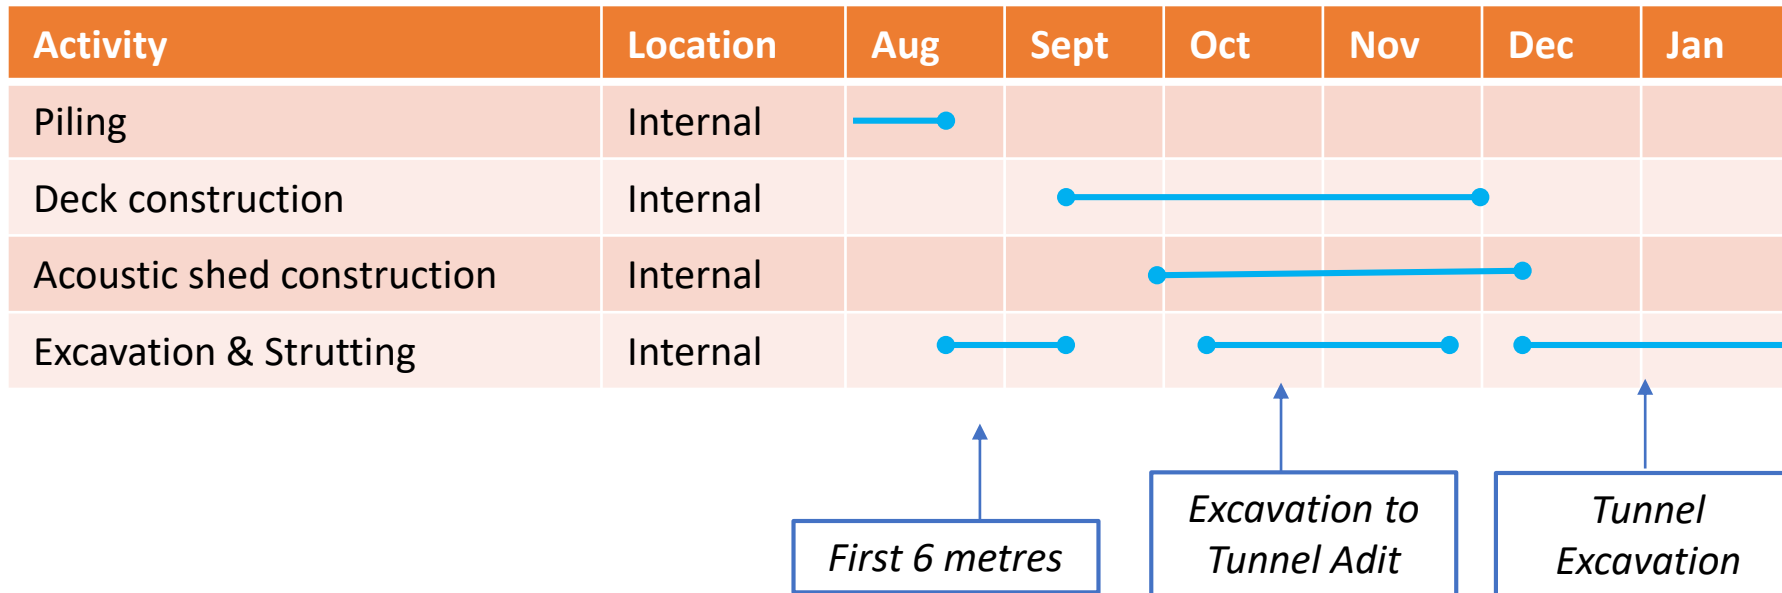 Activity Location Aug Sept Oct Nov Dec Jan
Piling Internal
Deck construction Internal
Acoustic shed construction Internal
Excavation & Strutting Internal
First 6 metres
Excavation to
Tunnel Adit
Tunnel
Excavation